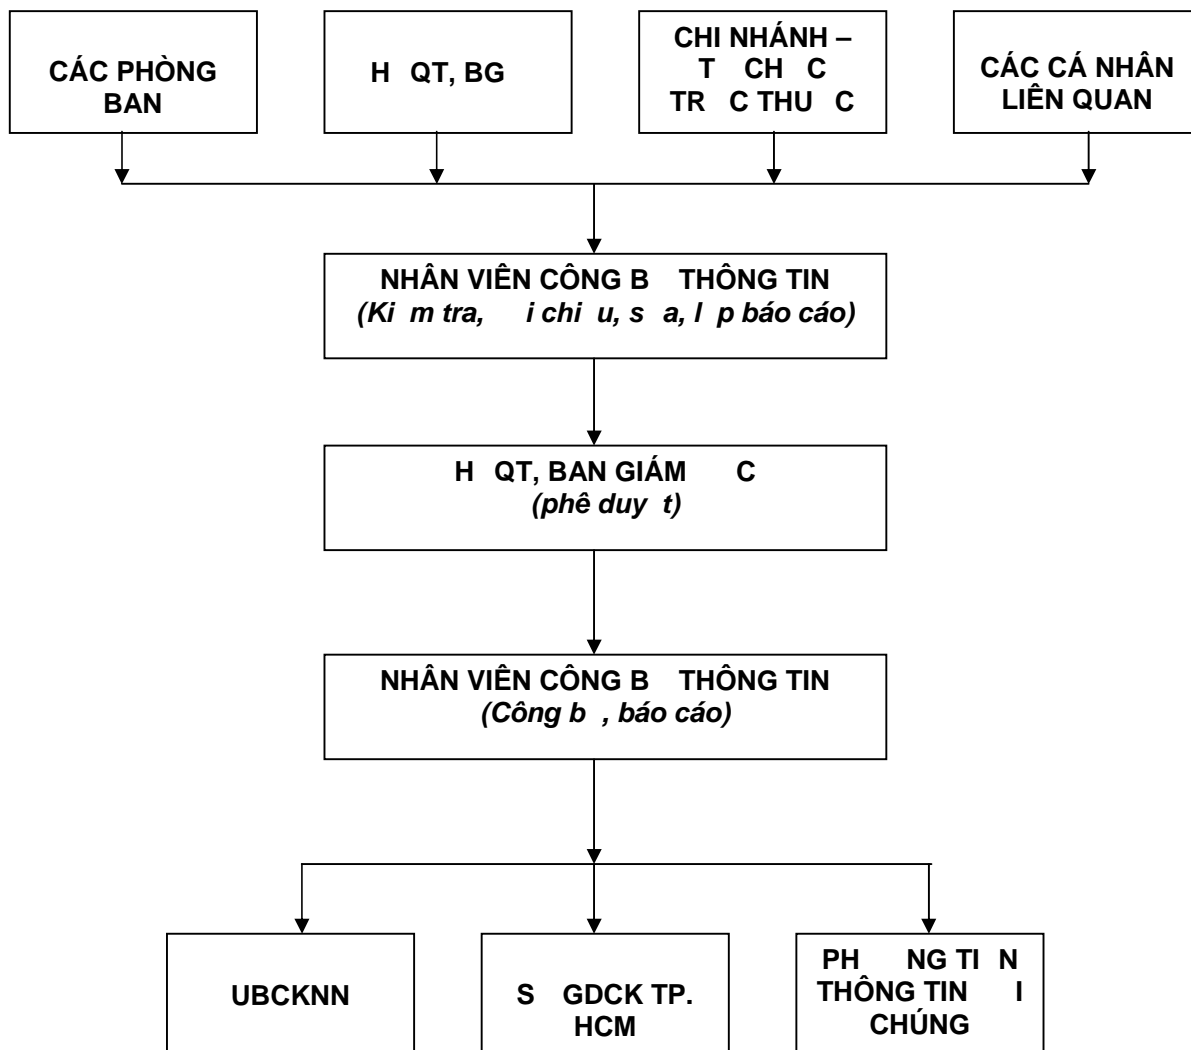 CÁC PHÒNG
BAN
H QT, BG
CHI NHÁNH –
T CH C
TR C THU C
CÁC CÁ NHÂN
LIÊN QUAN
NHÂN VIÊN CÔNG B THÔNG TIN
(Ki m tra, i chi u, s a, l p báo cáo)
H QT, BAN GIÁM C
(phê duy t)
NHÂN VIÊN CÔNG B THÔNG TIN
(Công b , báo cáo)
UBCKNN
S GDCK TP.
HCM
PH NG TI N
THÔNG TIN I
CHÚNG